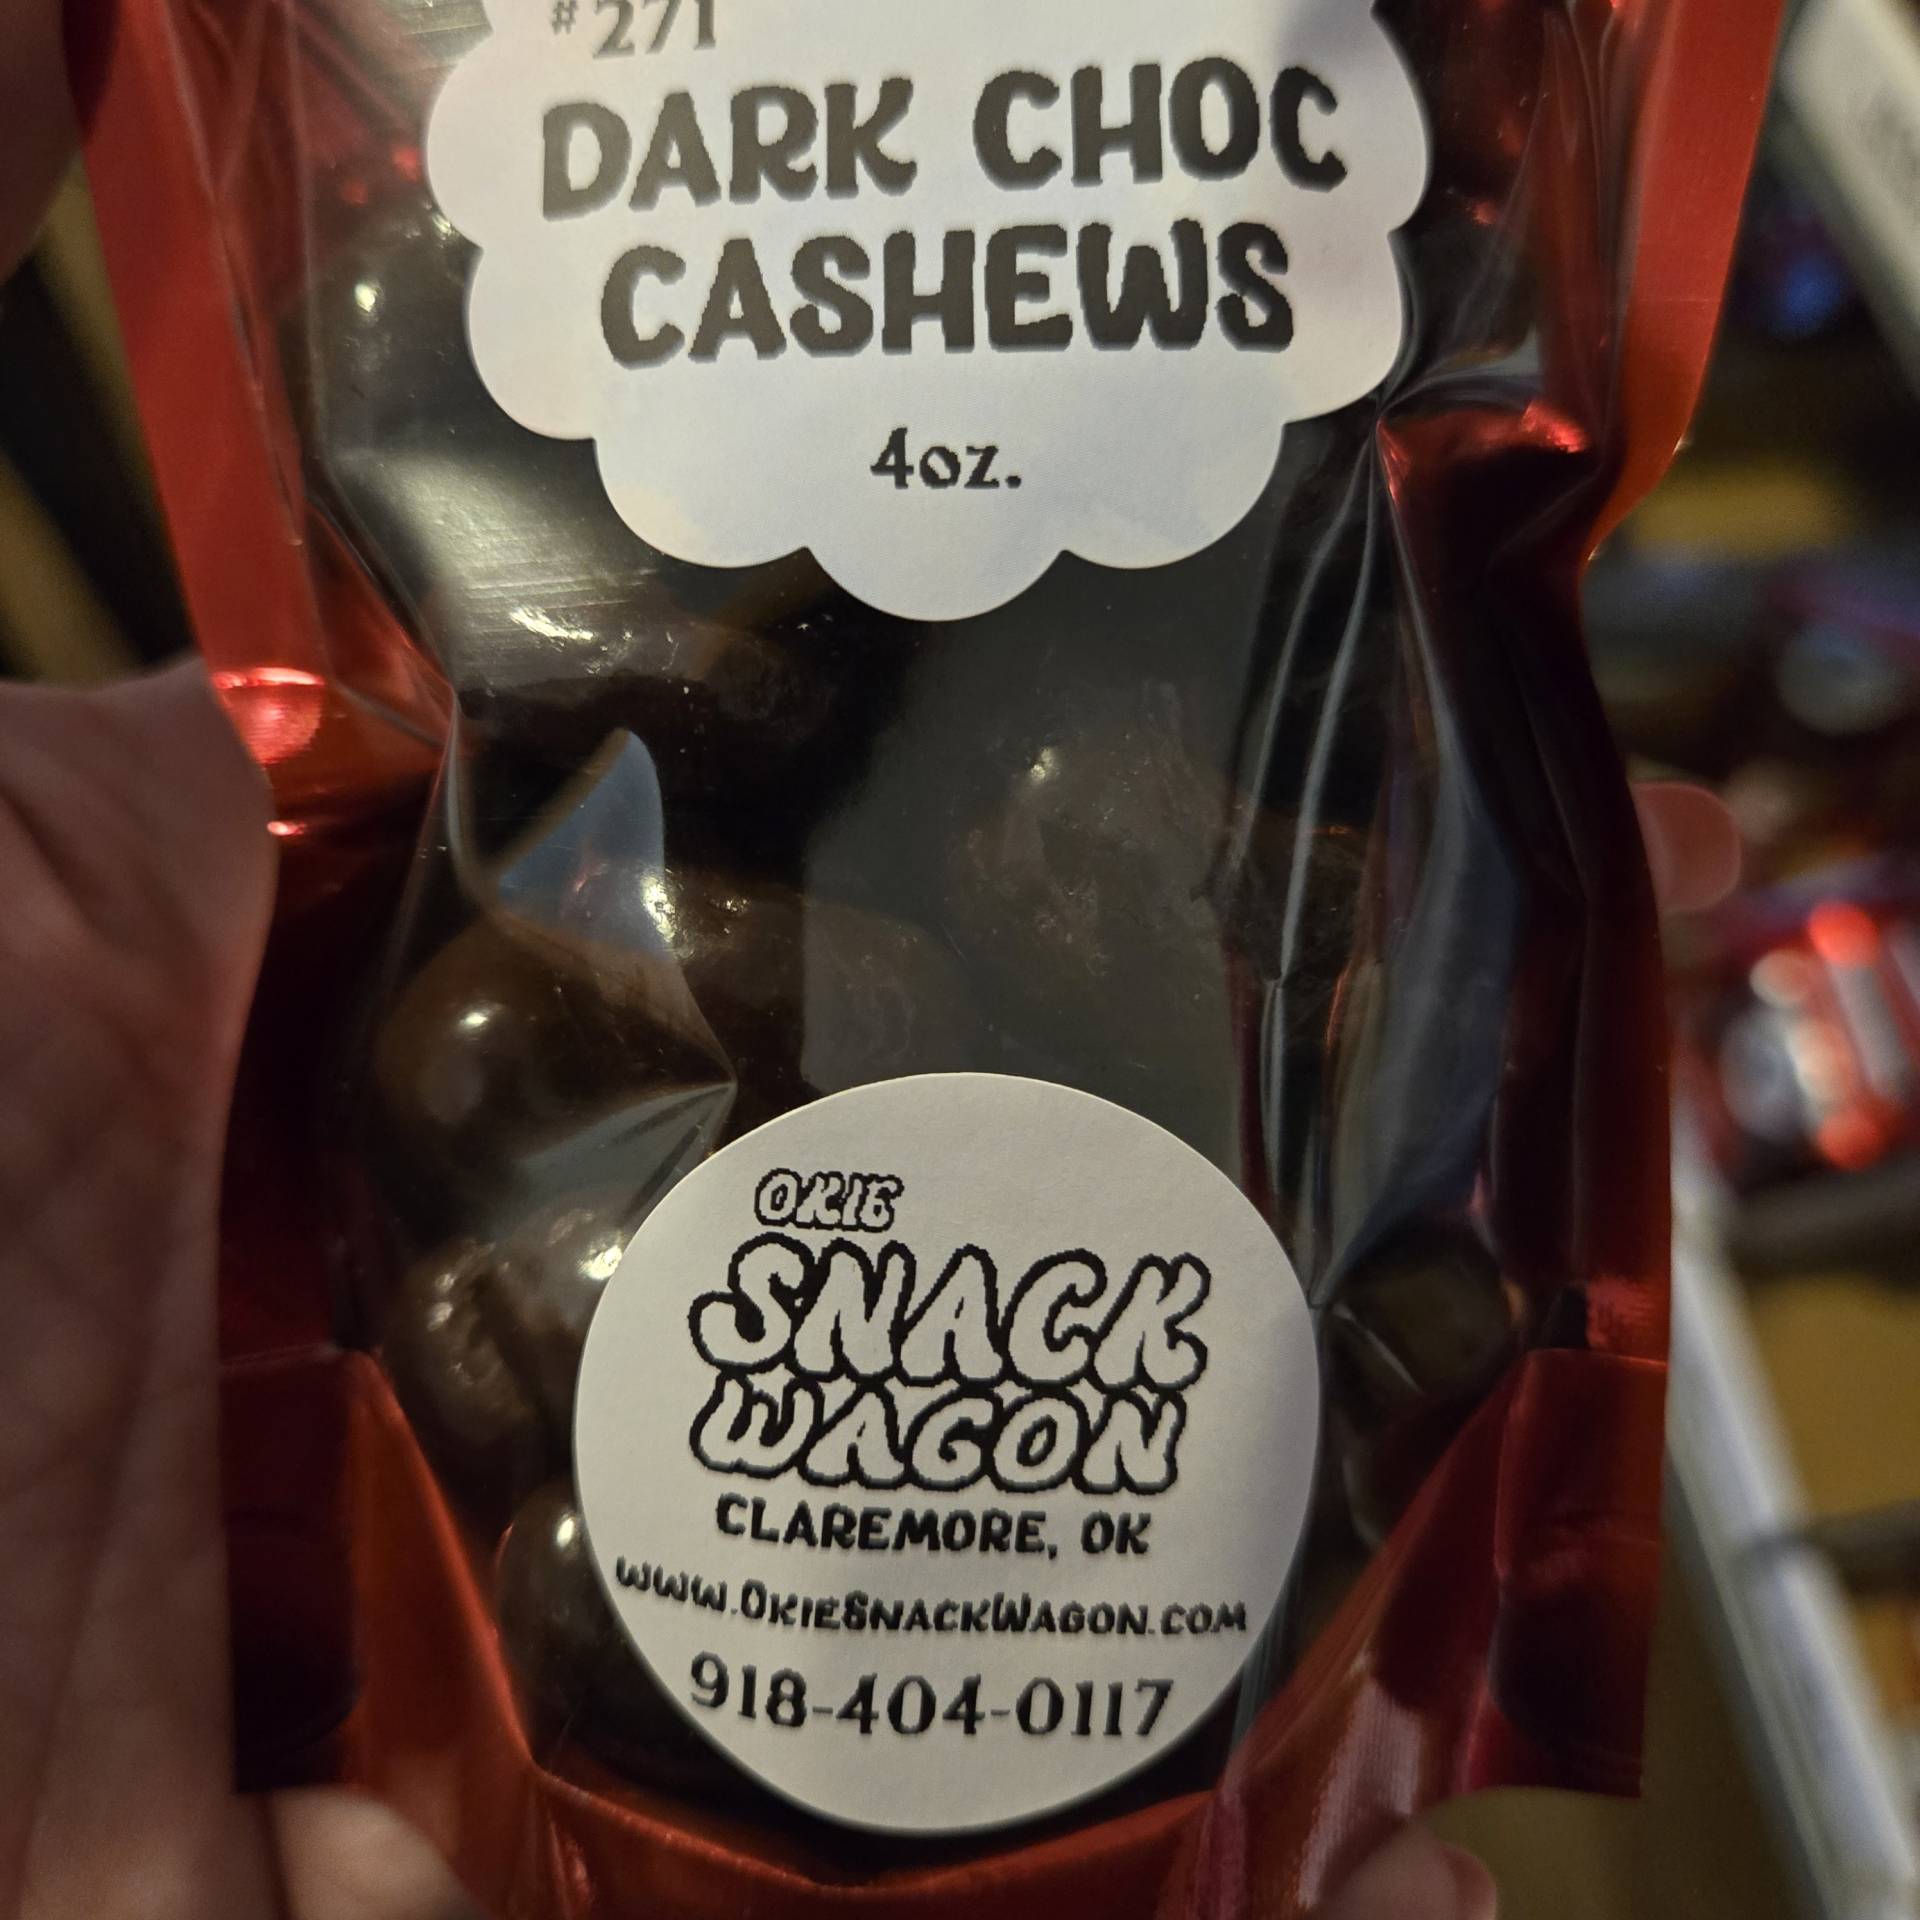 #271
DARK CHOC
CASHEWS
4oz.
OKIE
SNACK
WAGON
CLAREMORE, OK
www.OkieSnackWagon.com
918-404-0117